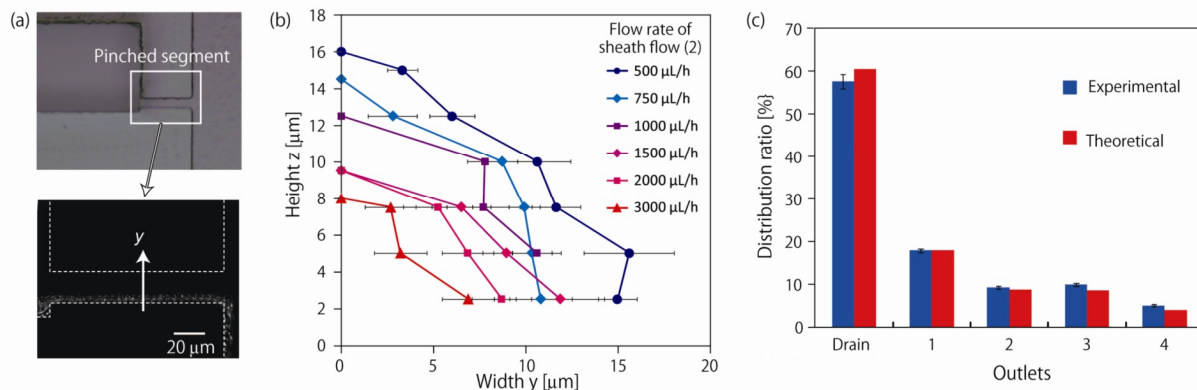 (a)
Pinched segment
y
20 μm
(b)
Height z [μm]
18
16
14
12
10
8
6
4
2
0
0
5
10
15
20
Width y [μm]
Flow rate of
sheath flow (2)
500 μL/h
750 μL/h
1000 μL/h
1500 μL/h
2000 μL/h
3000 μL/h
(c)
Distribution ratio [%]
70
60
50
40
30
20
10
0
Experimental
Theoretical
Drain
1
2
3
4
Outlets